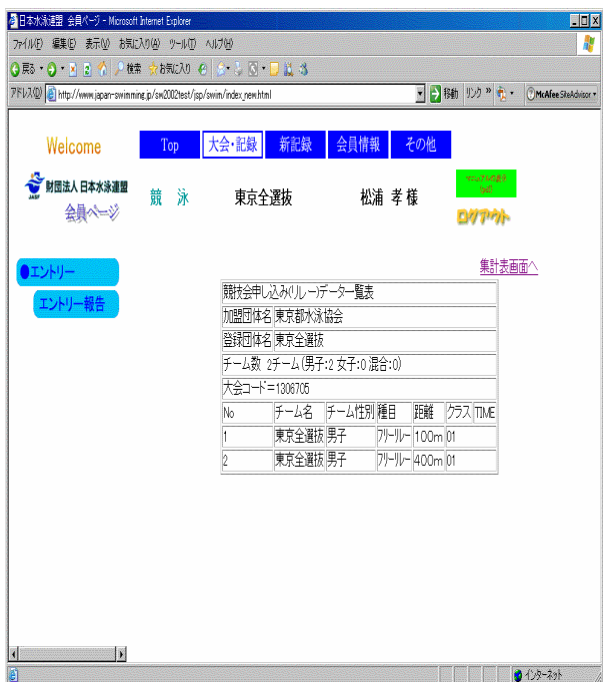 日本水泳連盟 会員ページ - Microsoft Internet Explorer
ファイル(F) 編集(E) 表示(V) お気に入り(A) ツール(T) ヘルプ(H)
戻る 検索 お気に入り
アドレス(D) http://www.japan-swimming.jp/sw2002test/jsp/swim/index_new.html 移動 リンク » McAfee SiteAdvisor
Welcome Top 大会・記録 新記録 会員情報 その他
財団法人 日本水泳連盟
会員ページ
競 泳 東京全選抜 松浦 孝 様
ログアウト
集計表画面へ
●エントリー
エントリー報告
競技会申し込み(リレー)データ一覧表
加盟団体名 東京都水泳協会
登録団体名 東京全選抜
チーム数 2チーム (男子:2 女子:0 混合:0)
大会コード=1306705
No チーム名 チーム性別 種目 距離 クラス TIME
1 東京全選抜 男子 フリーリレー 100m 01
2 東京全選抜 男子 フリーリレー 400m 01
インターネット